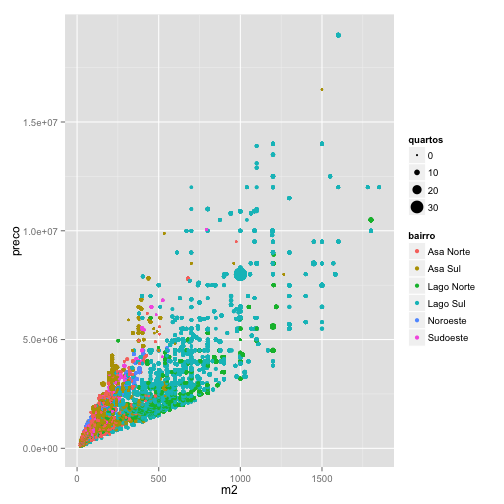 preco
1.5e+07
1.0e+07
5.0e+06
0.0e+00
0 500 1000 1500
m2
quartos
0
10
20
30
bairro
Asa Norte
Asa Sul
Lago Norte
Lago Sul
Noroeste
Sudoeste